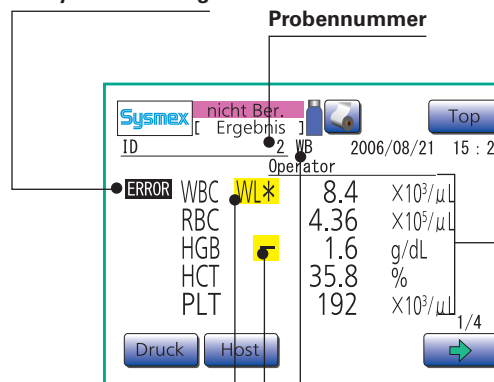 Probennummer
Sysmex nicht Ber. Top
[ Ergebnis ]
ID 2 WB 2006/08/21 15 : 2
Operator
ERROR WBC WL* 8.4 X10³/µL
RBC 4.36 X10⁵/µL
HGB – 1.6 g/dL
HCT 35.8 %
PLT 192 X10³/µL
1/4
Druck Host